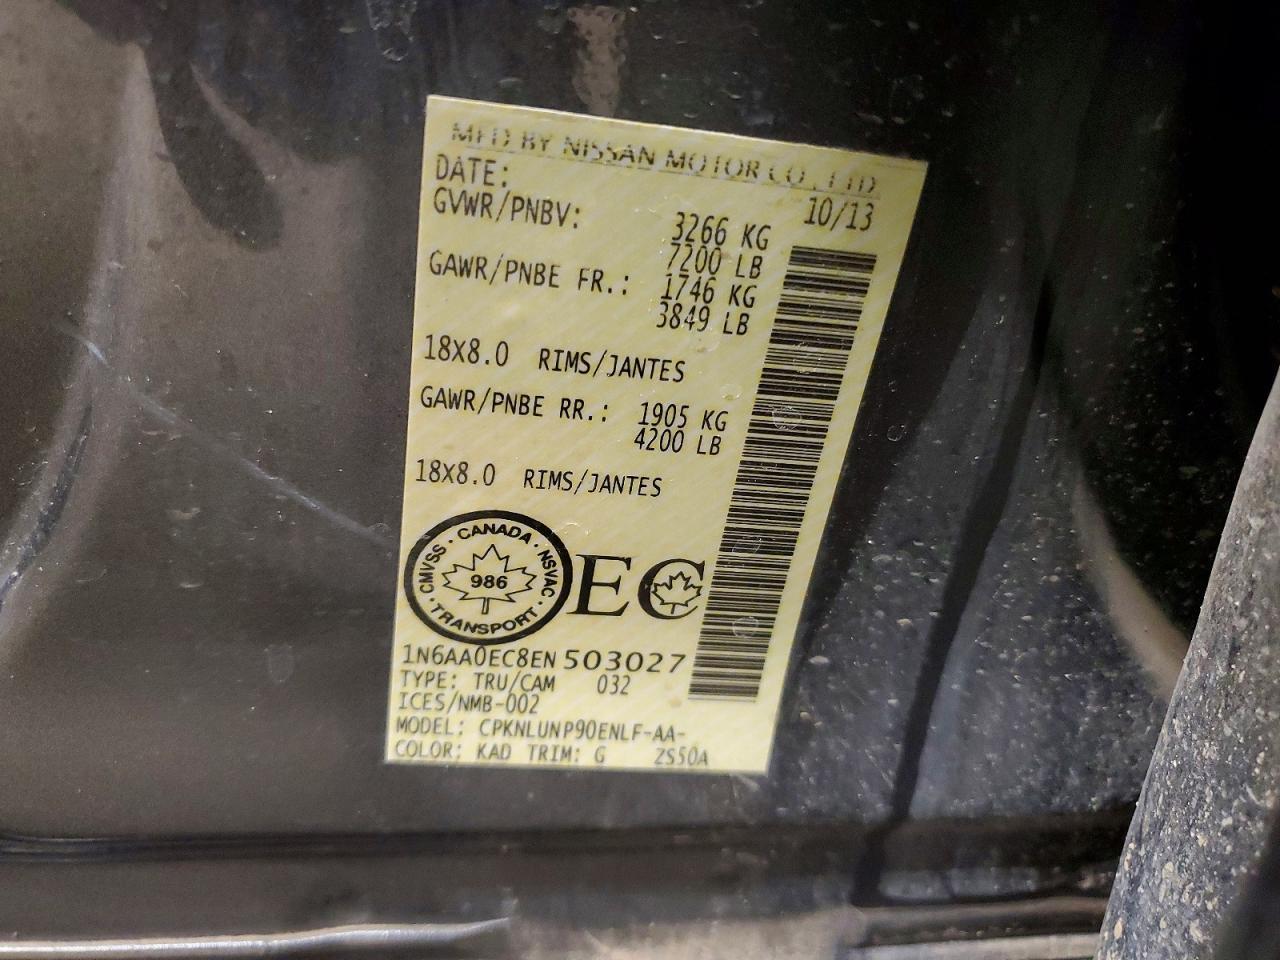 MFD BY NISSAN MOTOR CO., LTD.
DATE: 10/13
GVWR/PNBV: 3266 KG
7200 LB
GAWR/PNBE FR.: 1746 KG
3849 LB
18X8.0 RIMS/JANTES
GAWR/PNBE RR.: 1905 KG
4200 LB
18X8.0 RIMS/JANTES
CMVSS · CANADA · NSVAC · TRANSPORT ·
986
EC
1N6AA0EC8EN503027
TYPE: TRU/CAM 032
ICES/NMB-002
MODEL: CPKNLUNP90ENLF-AA-
COLOR: KAD TRIM: G ZS50A